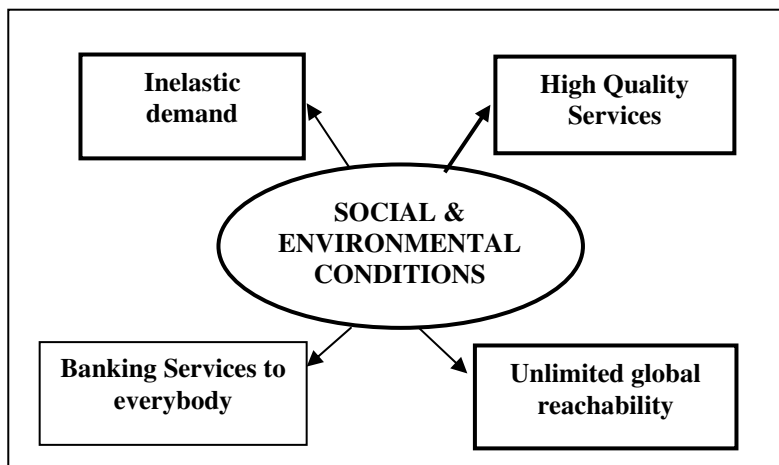 Inelastic
demand
High Quality
Services
SOCIAL &
ENVIRONMENTAL
CONDITIONS
Banking Services to
everybody
Unlimited global
reachability